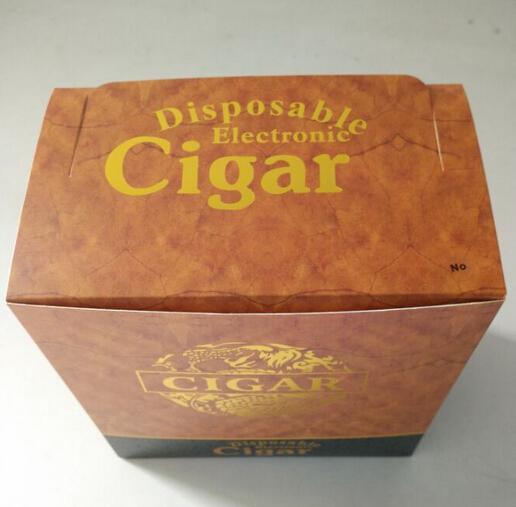 Disposable
Electronic
Cigar
No
CIGAR
Disposable
Electronic
Cigar